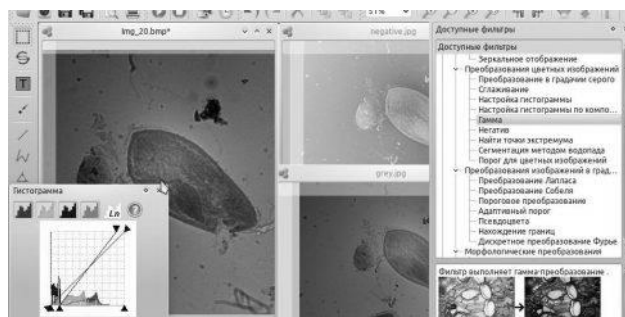 51%
Img_20.bmp*
negative.jpg
grey.jpg
Гистограмма
Ln
?
T
Доступные фильтры
Доступные фильтры
Зеркальное отображение
Преобразования цветных изображений
Преобразование в градации серого
Сглаживание
Настройка гистограммы
Настройка гистограммы по компо...
Гамма
Негатив
Найти точки экстремума
Сегментация методом водопада
Порог для цветных изображений
Преобразования изображений в град...
Преобразование Лапласа
Преобразование Собеля
Пороговое преобразование
Адаптивный порог
Псевдоцвета
Нахождение границ
Дискретное преобразование Фурье
Морфологические преобразования
Фильтр выполняет гамма-преобразование .